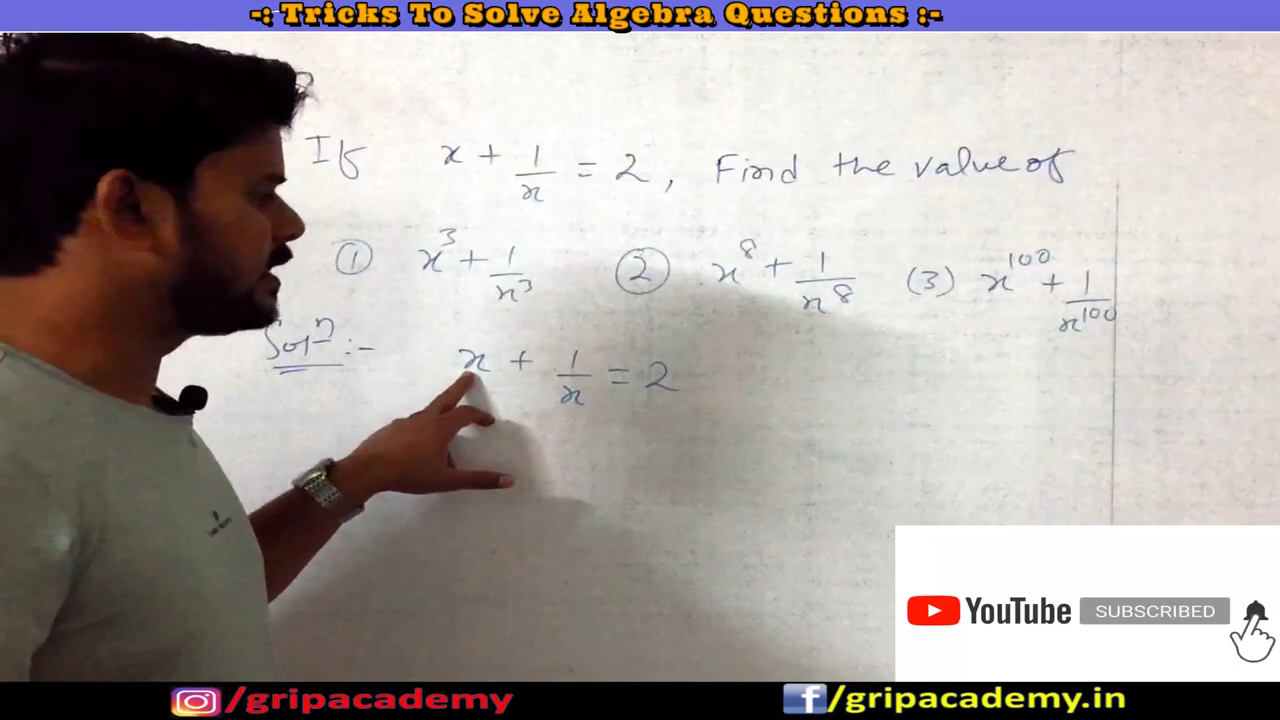 -: Tricks To Solve Algebra Questions :-
If x + 1/x = 2, Find the value of
① x³ + 1/x³ ② x⁸ + 1/x⁸ (3) x¹⁰⁰ + 1/x¹⁰⁰
Solⁿ :- x + 1/x = 2
YouTube SUBSCRIBED
/gripacademy f/gripacademy.in